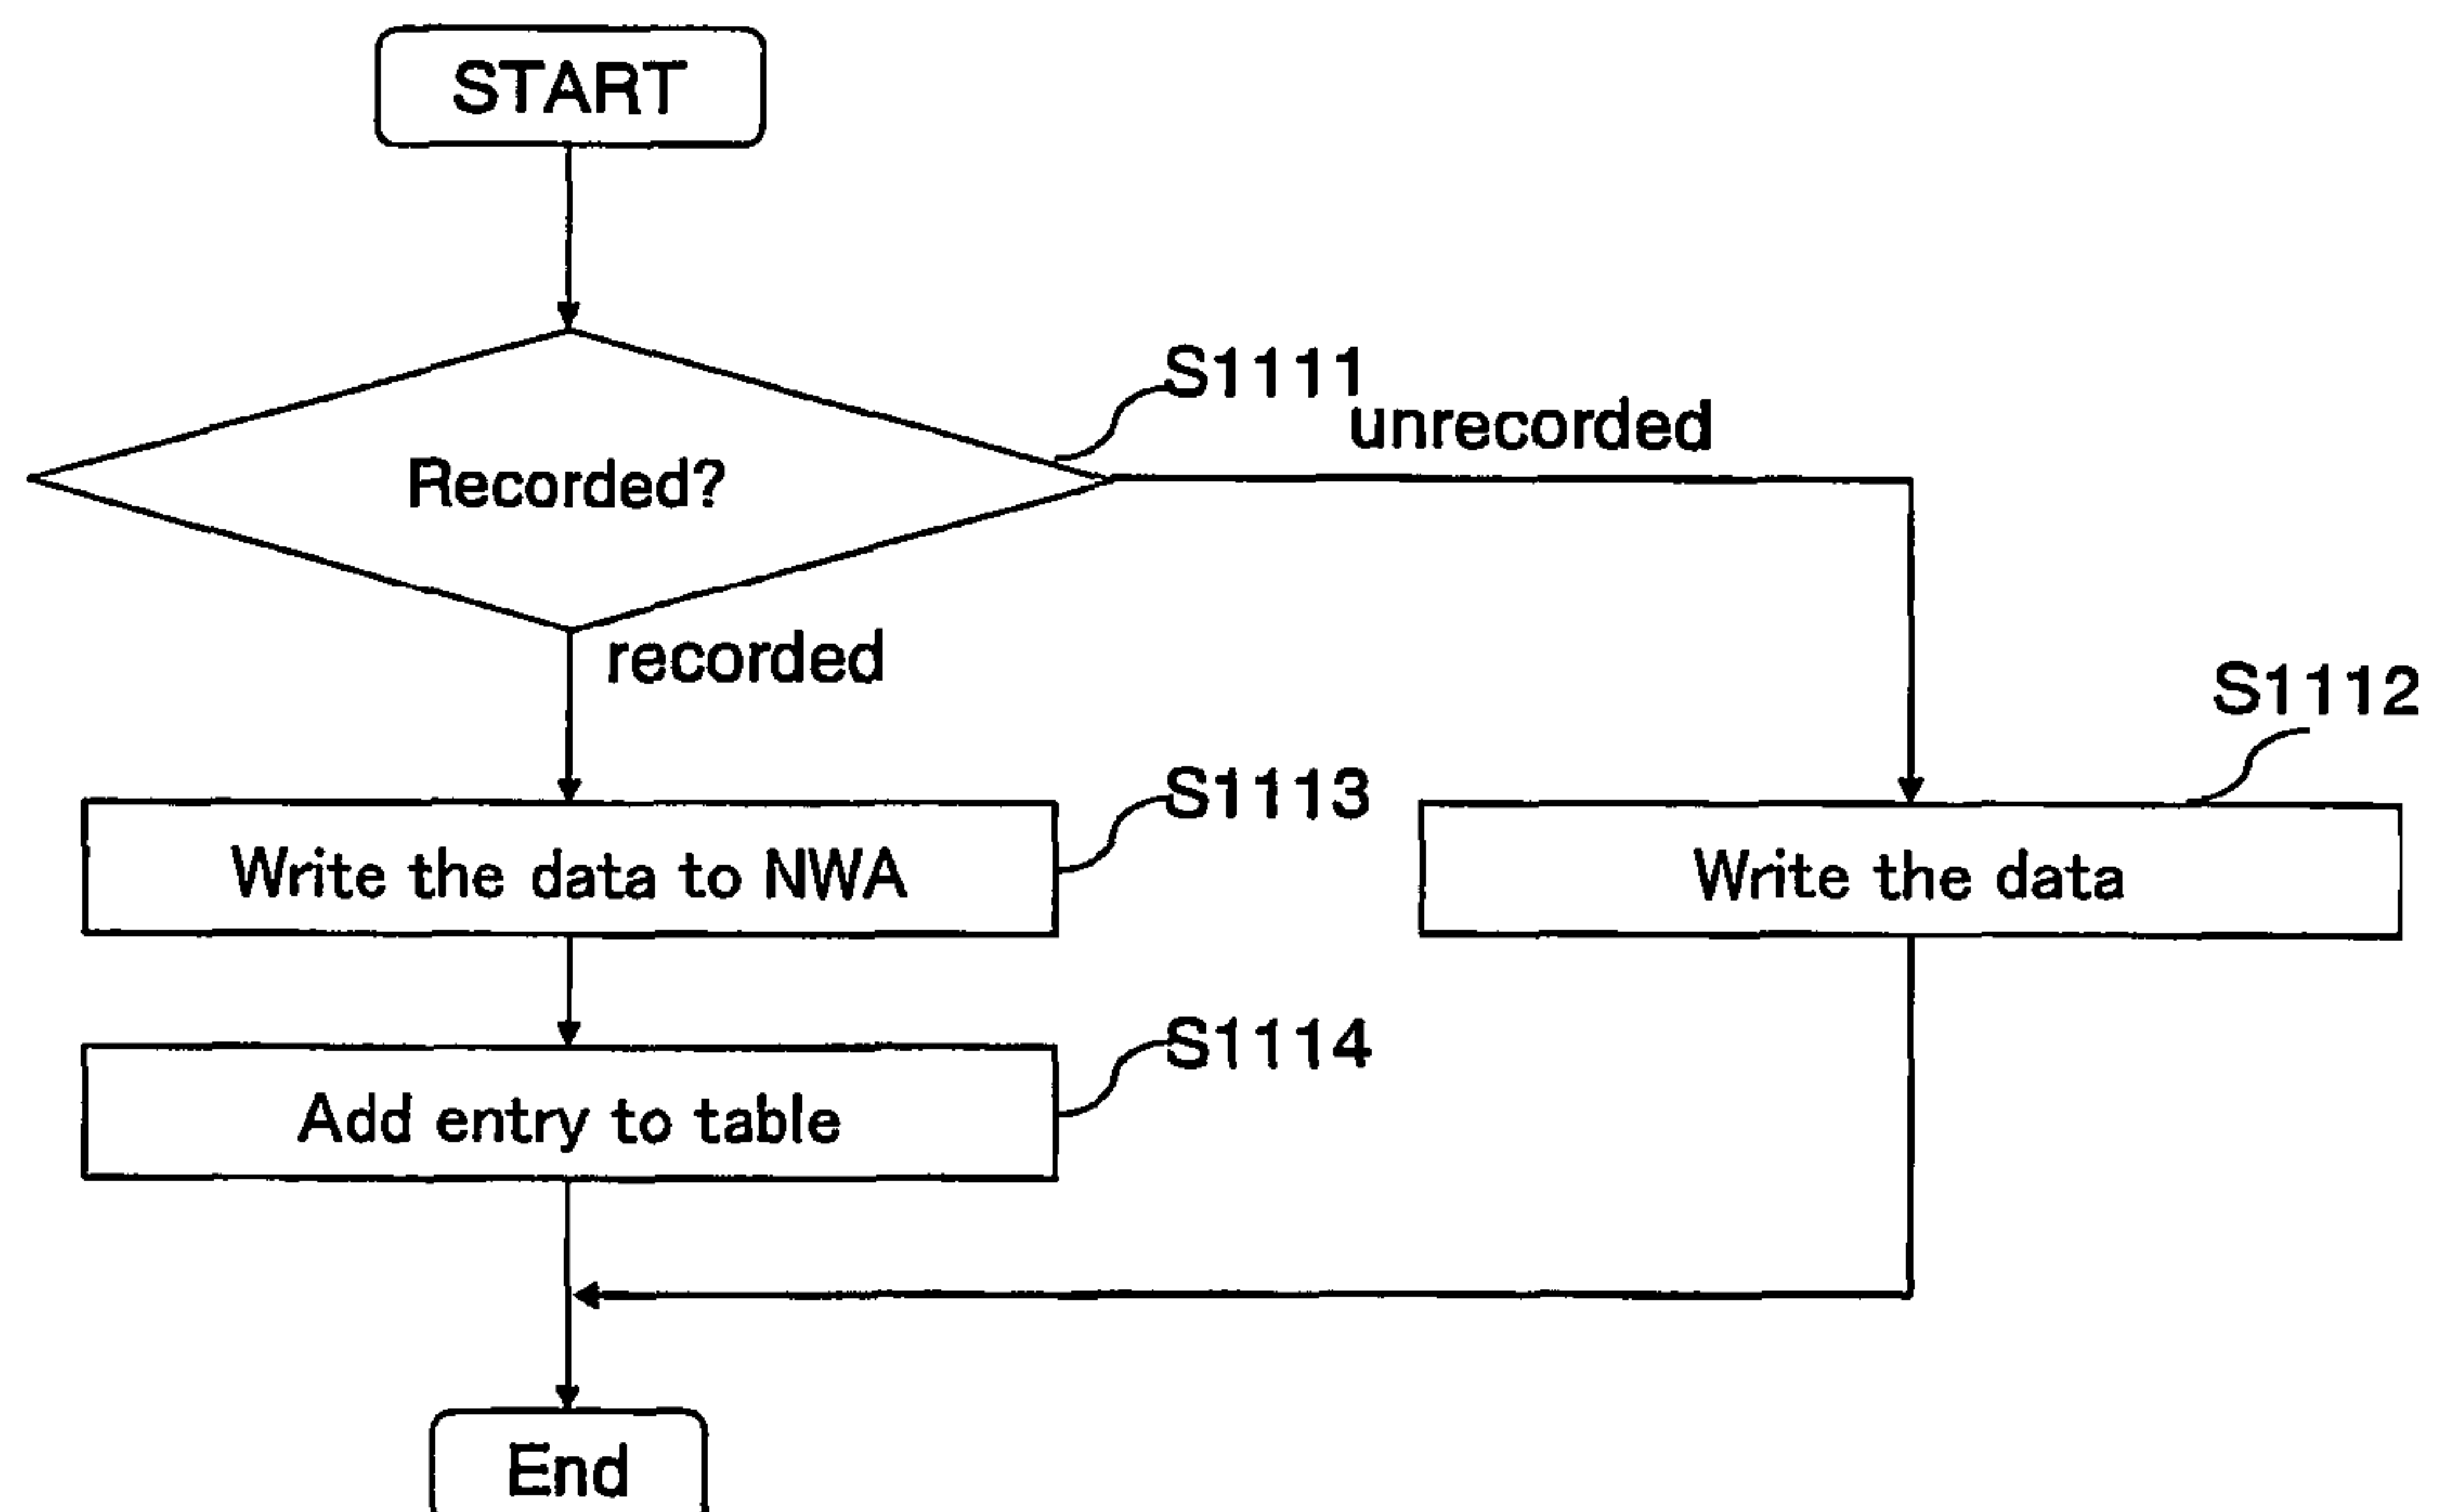 START
S1111
unrecorded
Recorded?
recorded
S1112
S1113
Write the data to NWA
Write the data
S1114
Add entry to table
End